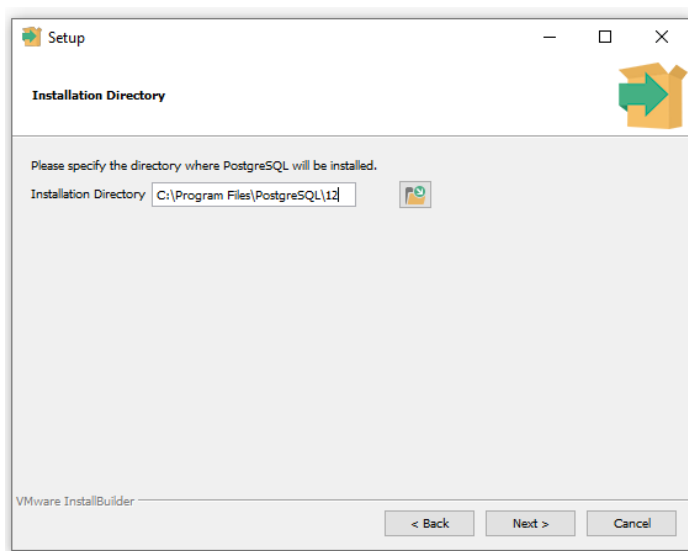 Setup
Installation Directory
Please specify the directory where PostgreSQL will be installed.
Installation Directory C:\Program Files\PostgreSQL\12
VMware InstallBuilder
< Back Next > Cancel